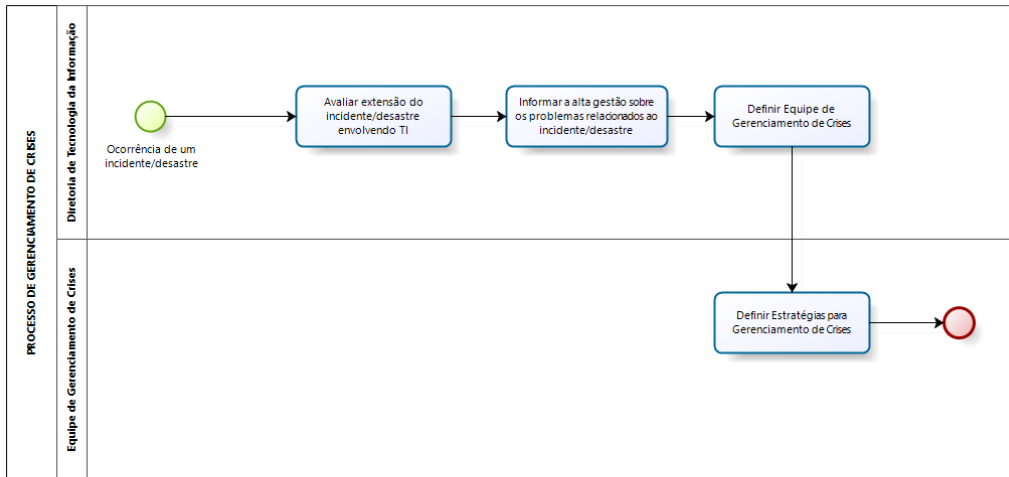 PROCESSO DE GERENCIAMENTO DE CRISES
Diretoria de Tecnologia da Informação
Ocorrência de um
incidente/desastre
Avaliar extensão do
incidente/desastre
envolvendo TI
Informar a alta gestão sobre
os problemas relacionados ao
incidente/desastre
Definir Equipe de
Gerenciamento de Crises
Equipe de Gerenciamento de Crises
Definir Estratégias para
Gerenciamento de Crises